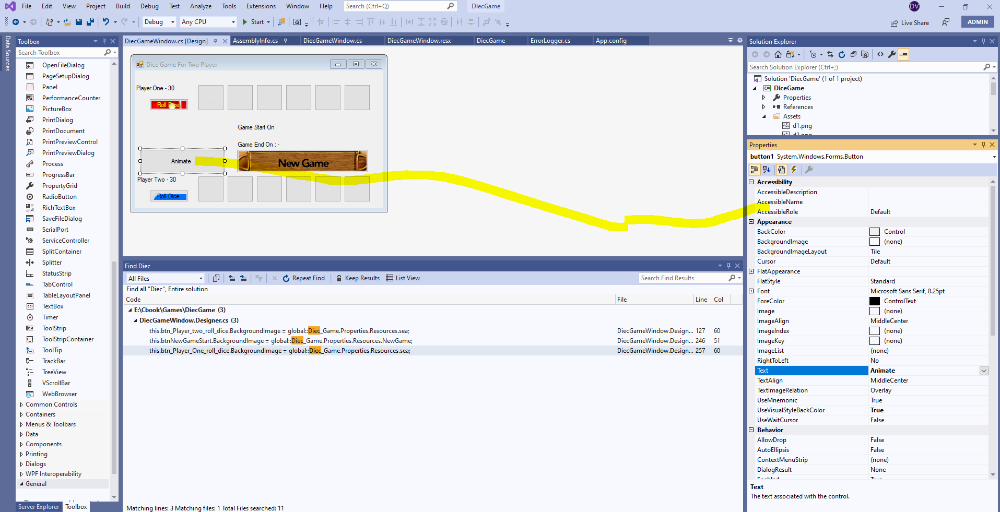 File Edit View Project Build Debug Test Analyze Tools Extensions Window Help Search (Ctrl+Q) DiecGame DV
Debug Any CPU Start Live Share ADMIN
Data Sources
Toolbox
Search Toolbox
OpenFileDialog
PageSetupDialog
Panel
PerformanceCounter
PictureBox
PrintDialog
PrintDocument
PrintPreviewControl
PrintPreviewDialog
Process
ProgressBar
PropertyGrid
RadioButton
RichTextBox
SaveFileDialog
SerialPort
ServiceController
SplitContainer
Splitter
StatusStrip
TabControl
TableLayoutPanel
TextBox
Timer
ToolStrip
ToolStripContainer
ToolTip
TrackBar
TreeView
VScrollBar
WebBrowser
Common Controls
Containers
Menus & Toolbars
Data
Components
Printing
Dialogs
WPF Interoperability
General
Server Explorer Toolbox
DiecGameWindow.cs [Design] AssemblyInfo.cs DiecGameWindow.cs DiecGameWindow.resx DiecGame ErrorLogger.cs App.config
Dice Game For Two Player
Player One - 30
Roll Dice
Game Start On
Game End On : -
Animate
New Game
Player Two - 30
Roll Dice
Find Diec
All Files Repeat Find Keep Results List View Search Find Results
Find all "Diec", Entire solution
Code File Line Col
E:\Cbook\Games\DiecGame (3)
DiecGameWindow.Designer.cs (3)
this.btn_Player_two_roll_dice.BackgroundImage = global::Diec_Game.Properties.Resources.sea; DiecGameWindow.Design... 127 60
this.btnNewGameStart.BackgroundImage = global::Diec_Game.Properties.Resources.NewGame; DiecGameWindow.Design... 246 51
this.btn_Player_One_roll_dice.BackgroundImage = global::Diec_Game.Properties.Resources.sea; DiecGameWindow.Design... 257 60
Matching lines: 3 Matching files: 1 Total Files searched: 11
Solution Explorer
Search Solution Explorer (Ctrl+;)
Solution 'DiecGame' (1 of 1 project)
C# DiceGame
Properties
References
Assets
d1.png
d2.png
Properties
button1 System.Windows.Forms.Button
Accessibility
AccessibleDescription
AccessibleName
AccessibleRole Default
Appearance
BackColor Control
BackgroundImage (none)
BackgroundImageLayout Tile
Cursor Default
FlatAppearance
FlatStyle Standard
Font Microsoft Sans Serif, 8.25pt
ForeColor ControlText
Image (none)
ImageAlign MiddleCenter
ImageIndex (none)
ImageKey (none)
ImageList (none)
RightToLeft No
Text Animate
TextAlign MiddleCenter
TextImageRelation Overlay
UseMnemonic True
UseVisualStyleBackColor True
UseWaitCursor False
Behavior
AllowDrop False
AutoEllipsis False
ContextMenuStrip (none)
DialogResult None
Enabled True
Text
The text associated with the control.